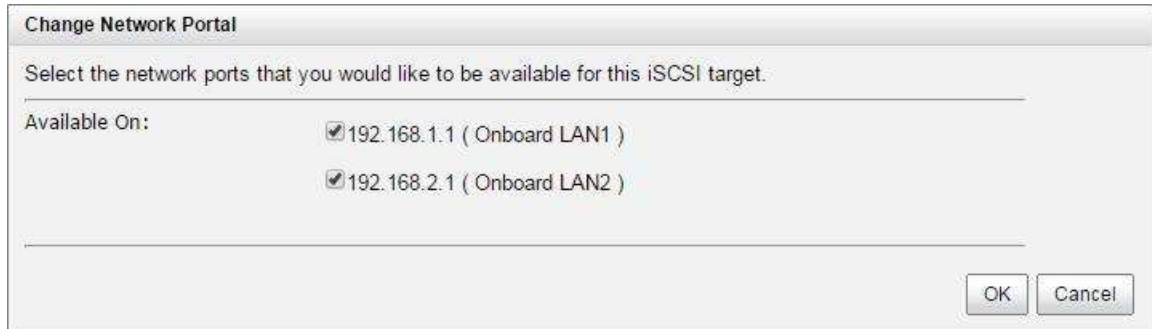 Change Network Portal
Select the network ports that you would like to be available for this iSCSI target.
Available On:
192.168.1.1 ( Onboard LAN1 )
192.168.2.1 ( Onboard LAN2 )
OK Cancel